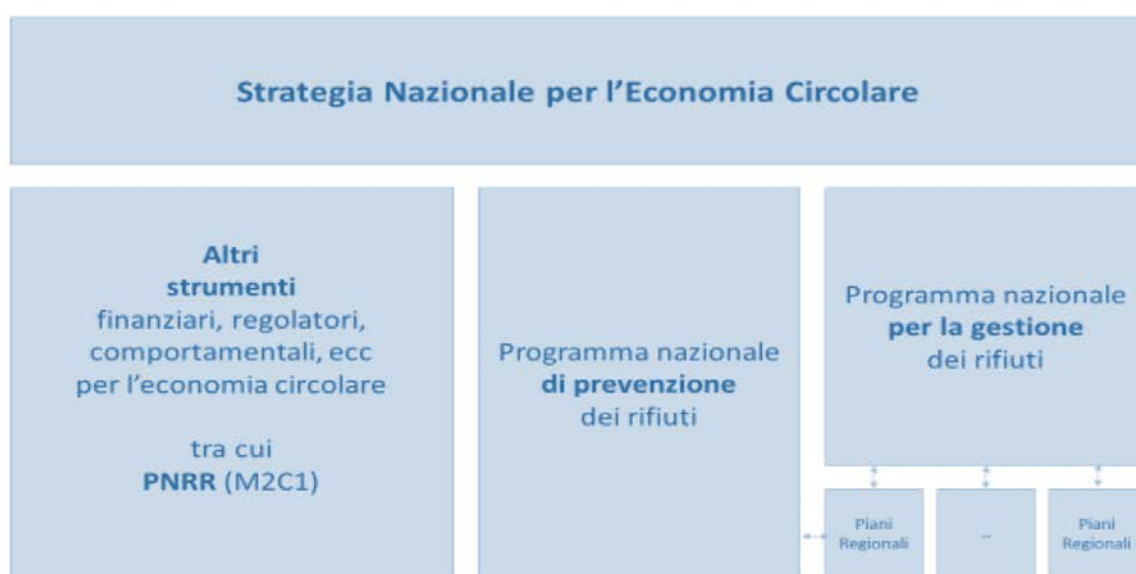 Strategia Nazionale per l'Economia Circolare
Altri
strumenti
finanziari, regolatori,
comportamentali, ecc
per l'economia circolare
tra cui
PNRR (M2C1)
Programma nazionale
di prevenzione
dei rifiuti
Programma nazionale
per la gestione
dei rifiuti
Piani
Regionali
–
Piani
Regionali